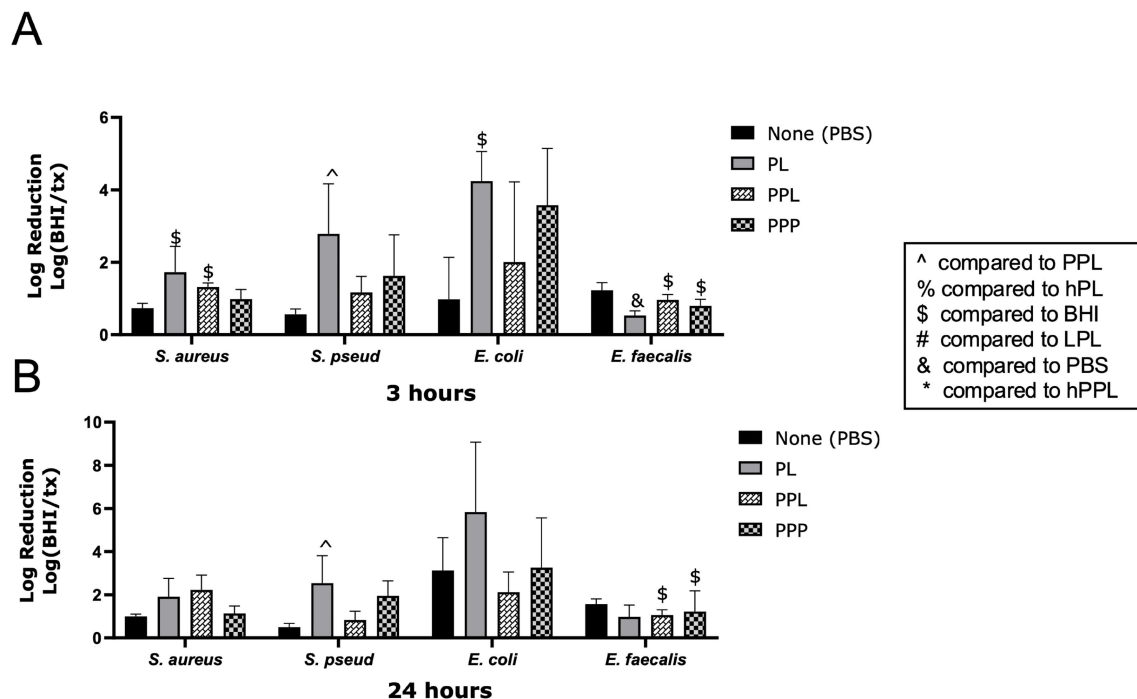 A
Log Reduction
Log(BHI/tx)
6
4
2
0
$
$
^
$
&
$
$
S. aureus
S. pseud
E. coli
E. faecalis
3 hours
None (PBS)
PL
PPL
PPP
^ compared to PPL
% compared to hPL
$ compared to BHI
# compared to LPL
& compared to PBS
* compared to hPPL
B
Log Reduction
Log(BHI/tx)
10
8
6
4
2
0
^
$
$
S. aureus
S. pseud
E. coli
E. faecalis
24 hours
None (PBS)
PL
PPL
PPP